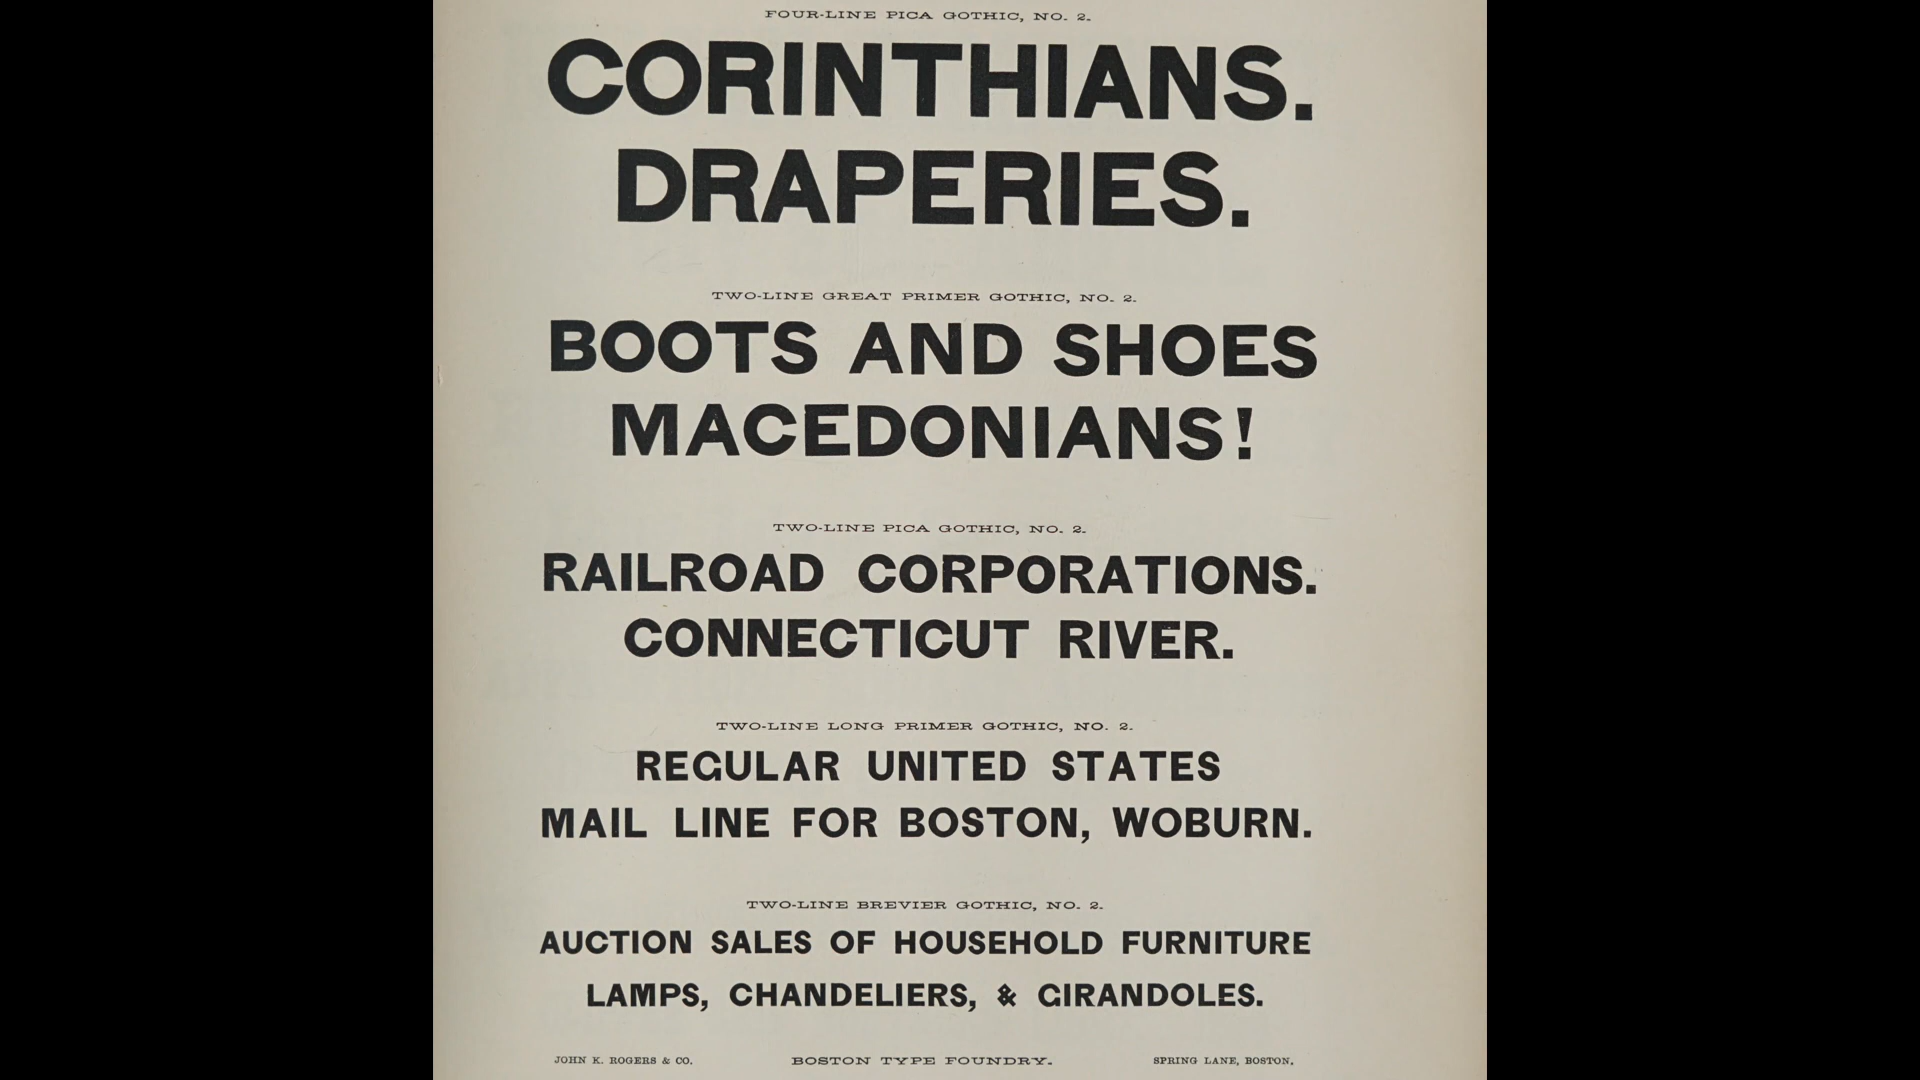 FOUR-LINE PICA GOTHIC, NO. 2.
CORINTHIANS.
DRAPERIES.
TWO-LINE GREAT PRIMER GOTHIC, NO. 2.
BOOTS AND SHOES
MACEDONIANS!
TWO-LINE PICA GOTHIC, NO. 2.
RAILROAD CORPORATIONS.
CONNECTICUT RIVER.
TWO-LINE LONG PRIMER GOTHIC, NO. 2.
REGULAR UNITED STATES
MAIL LINE FOR BOSTON, WOBURN.
TWO-LINE BREVIER GOTHIC, NO. 2.
AUCTION SALES OF HOUSEHOLD FURNITURE
LAMPS, CHANDELIERS, & GIRANDOLES.
JOHN K. ROGERS & CO. BOSTON TYPE FOUNDRY. SPRING LANE, BOSTON.